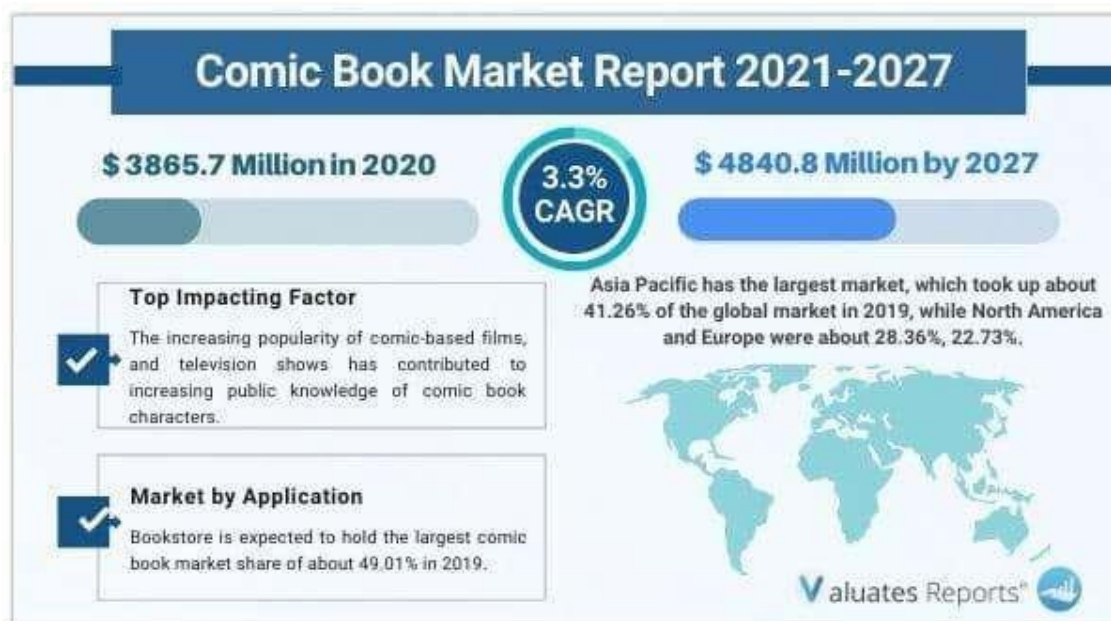 Comic Book Market Report 2021-2027
$ 3865.7 Million in 2020
3.3%
CAGR
$ 4840.8 Million by 2027
Top Impacting Factor
The increasing popularity of comic-based films,
and television shows has contributed to
increasing public knowledge of comic book
characters.
Asia Pacific has the largest market, which took up about
41.26% of the global market in 2019, while North America
and Europe were about 28.36%, 22.73%.
Market by Application
Bookstore is expected to hold the largest comic
book market share of about 49.01% in 2019.
Valuates Reports®